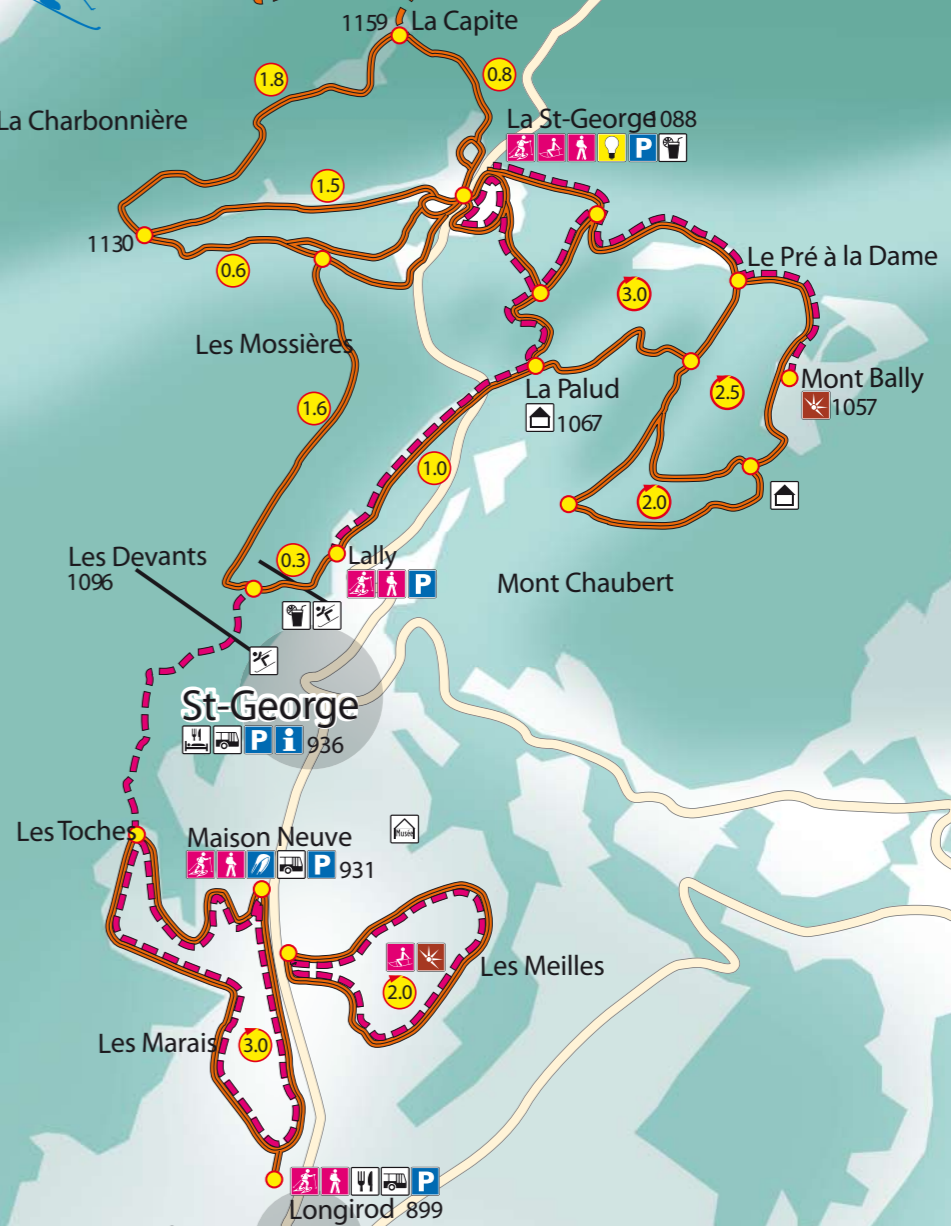 1159 La Capite
1.8
0.8
La Charbonnière
La St-George 1088
P
1.5
1130
0.6
Le Pré à la Dame
3.0
Les Mossières
La Palud
1067
2.5
Mont Bally
1057
1.6
1.0
2.0
Les Devants
1096
0.3
Lally
P
Mont Chaubert
St-George
P i 936
Les Toches
Maison Neuve
P 931
Musée
Les Meilles
2.0
Les Marais
3.0
P
Longirod 899